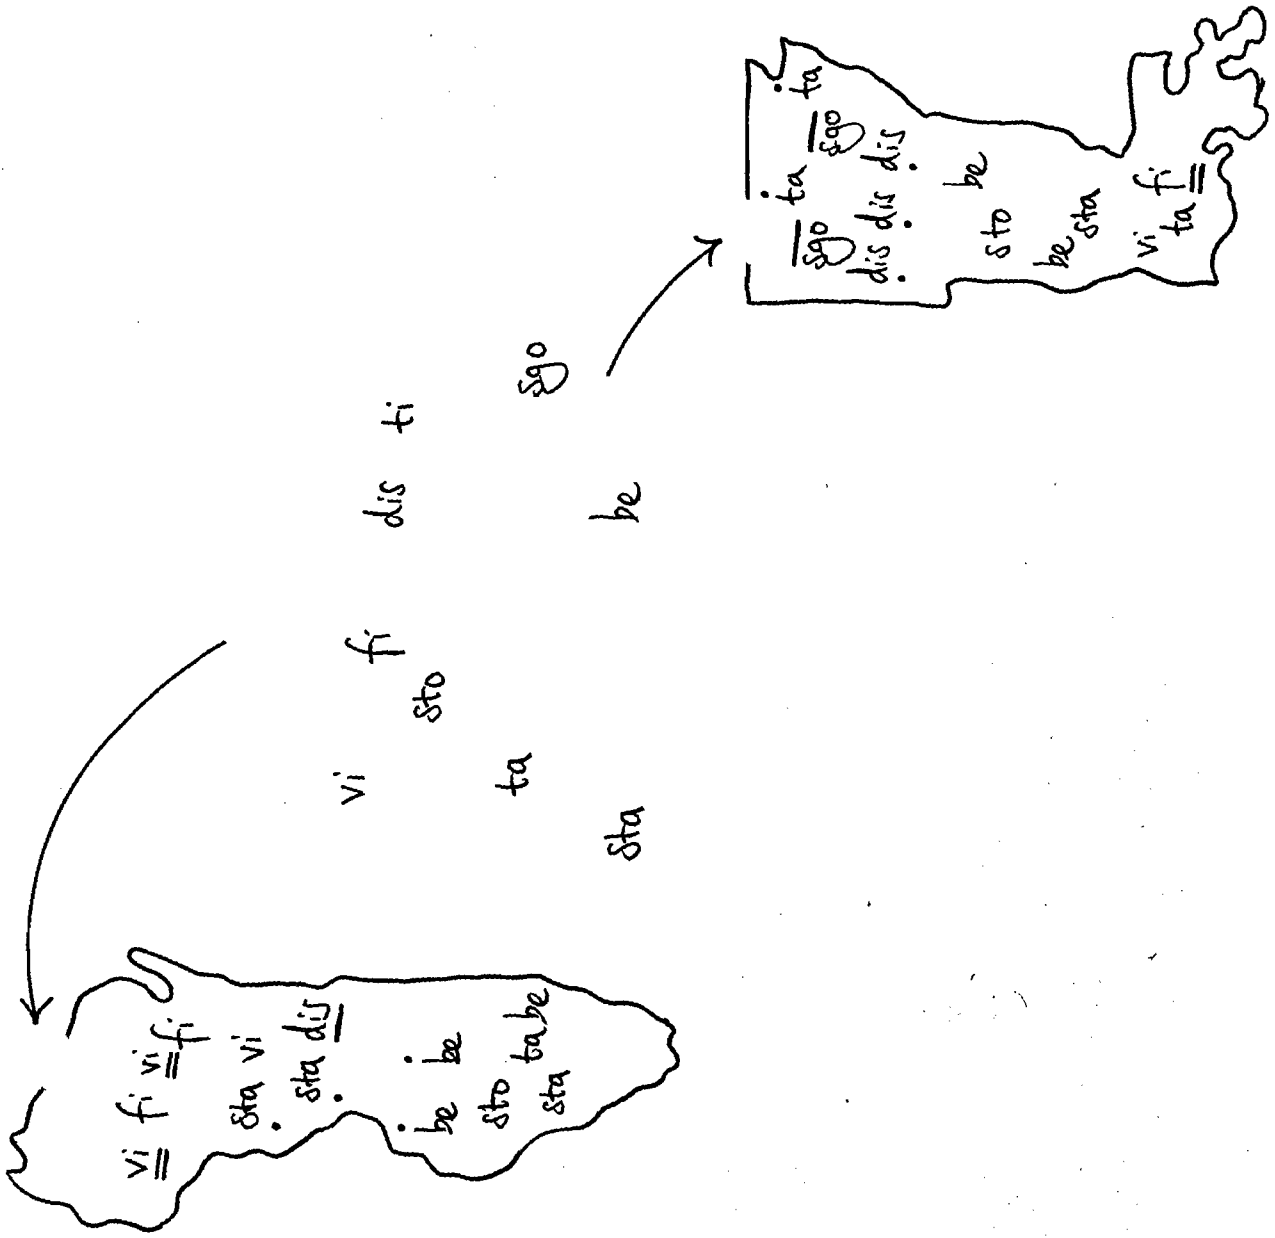 vi fi vi fi
sta vi
sta dis
be be
sto ta be
sta
vi fi dis ti
sto
ta sgo
sta be
sgo ta sgo ta
dis dis dis
sto be
be sta
vi ta fi